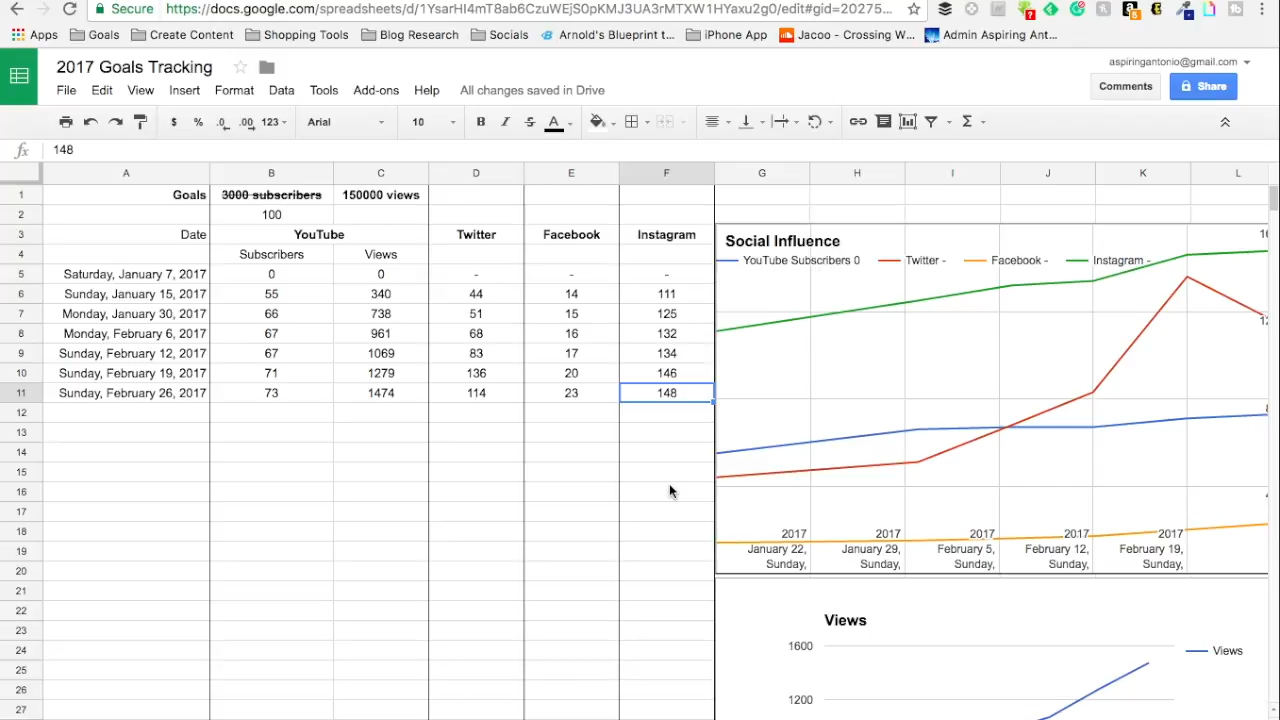 Secure https://docs.google.com/spreadsheets/d/1YsarHI4mT8ab6CzuWEjS0pKMJ3UA3rMTXW1HYaxu2g0/edit#gid=20275...
Apps Goals Create Content Shopping Tools Blog Research Socials Arnold's Blueprint t... iPhone App Jacoo - Crossing W... Admin Aspiring Ant...
2017 Goals Tracking
aspiringantonio@gmail.com
File Edit View Insert Format Data Tools Add-ons Help All changes saved in Drive
Comments Share
$ % .0 .00 123 Arial 10 B I S A
fx 148
A B C D E F G H I J K L
1 Goals 3000 subscribers 150000 views
2 100
3 Date YouTube Twitter Facebook Instagram
4 Subscribers Views
5 Saturday, January 7, 2017 0 0 - - -
6 Sunday, January 15, 2017 55 340 44 14 111
7 Monday, January 30, 2017 66 738 51 15 125
8 Monday, February 6, 2017 67 961 68 16 132
9 Sunday, February 12, 2017 67 1069 83 17 134
10 Sunday, February 19, 2017 71 1279 136 20 146
11 Sunday, February 26, 2017 73 1474 114 23 148
12
13
14
15
16
17
18
19
20
21
22
23
24
25
26
27
Social Influence
YouTube Subscribers 0 Twitter - Facebook - Instagram -
2017 2017 2017 2017 2017
January 22, January 29, February 5, February 12, February 19,
Sunday, Sunday, Sunday, Sunday, Sunday,
Views
1600
Views
1200